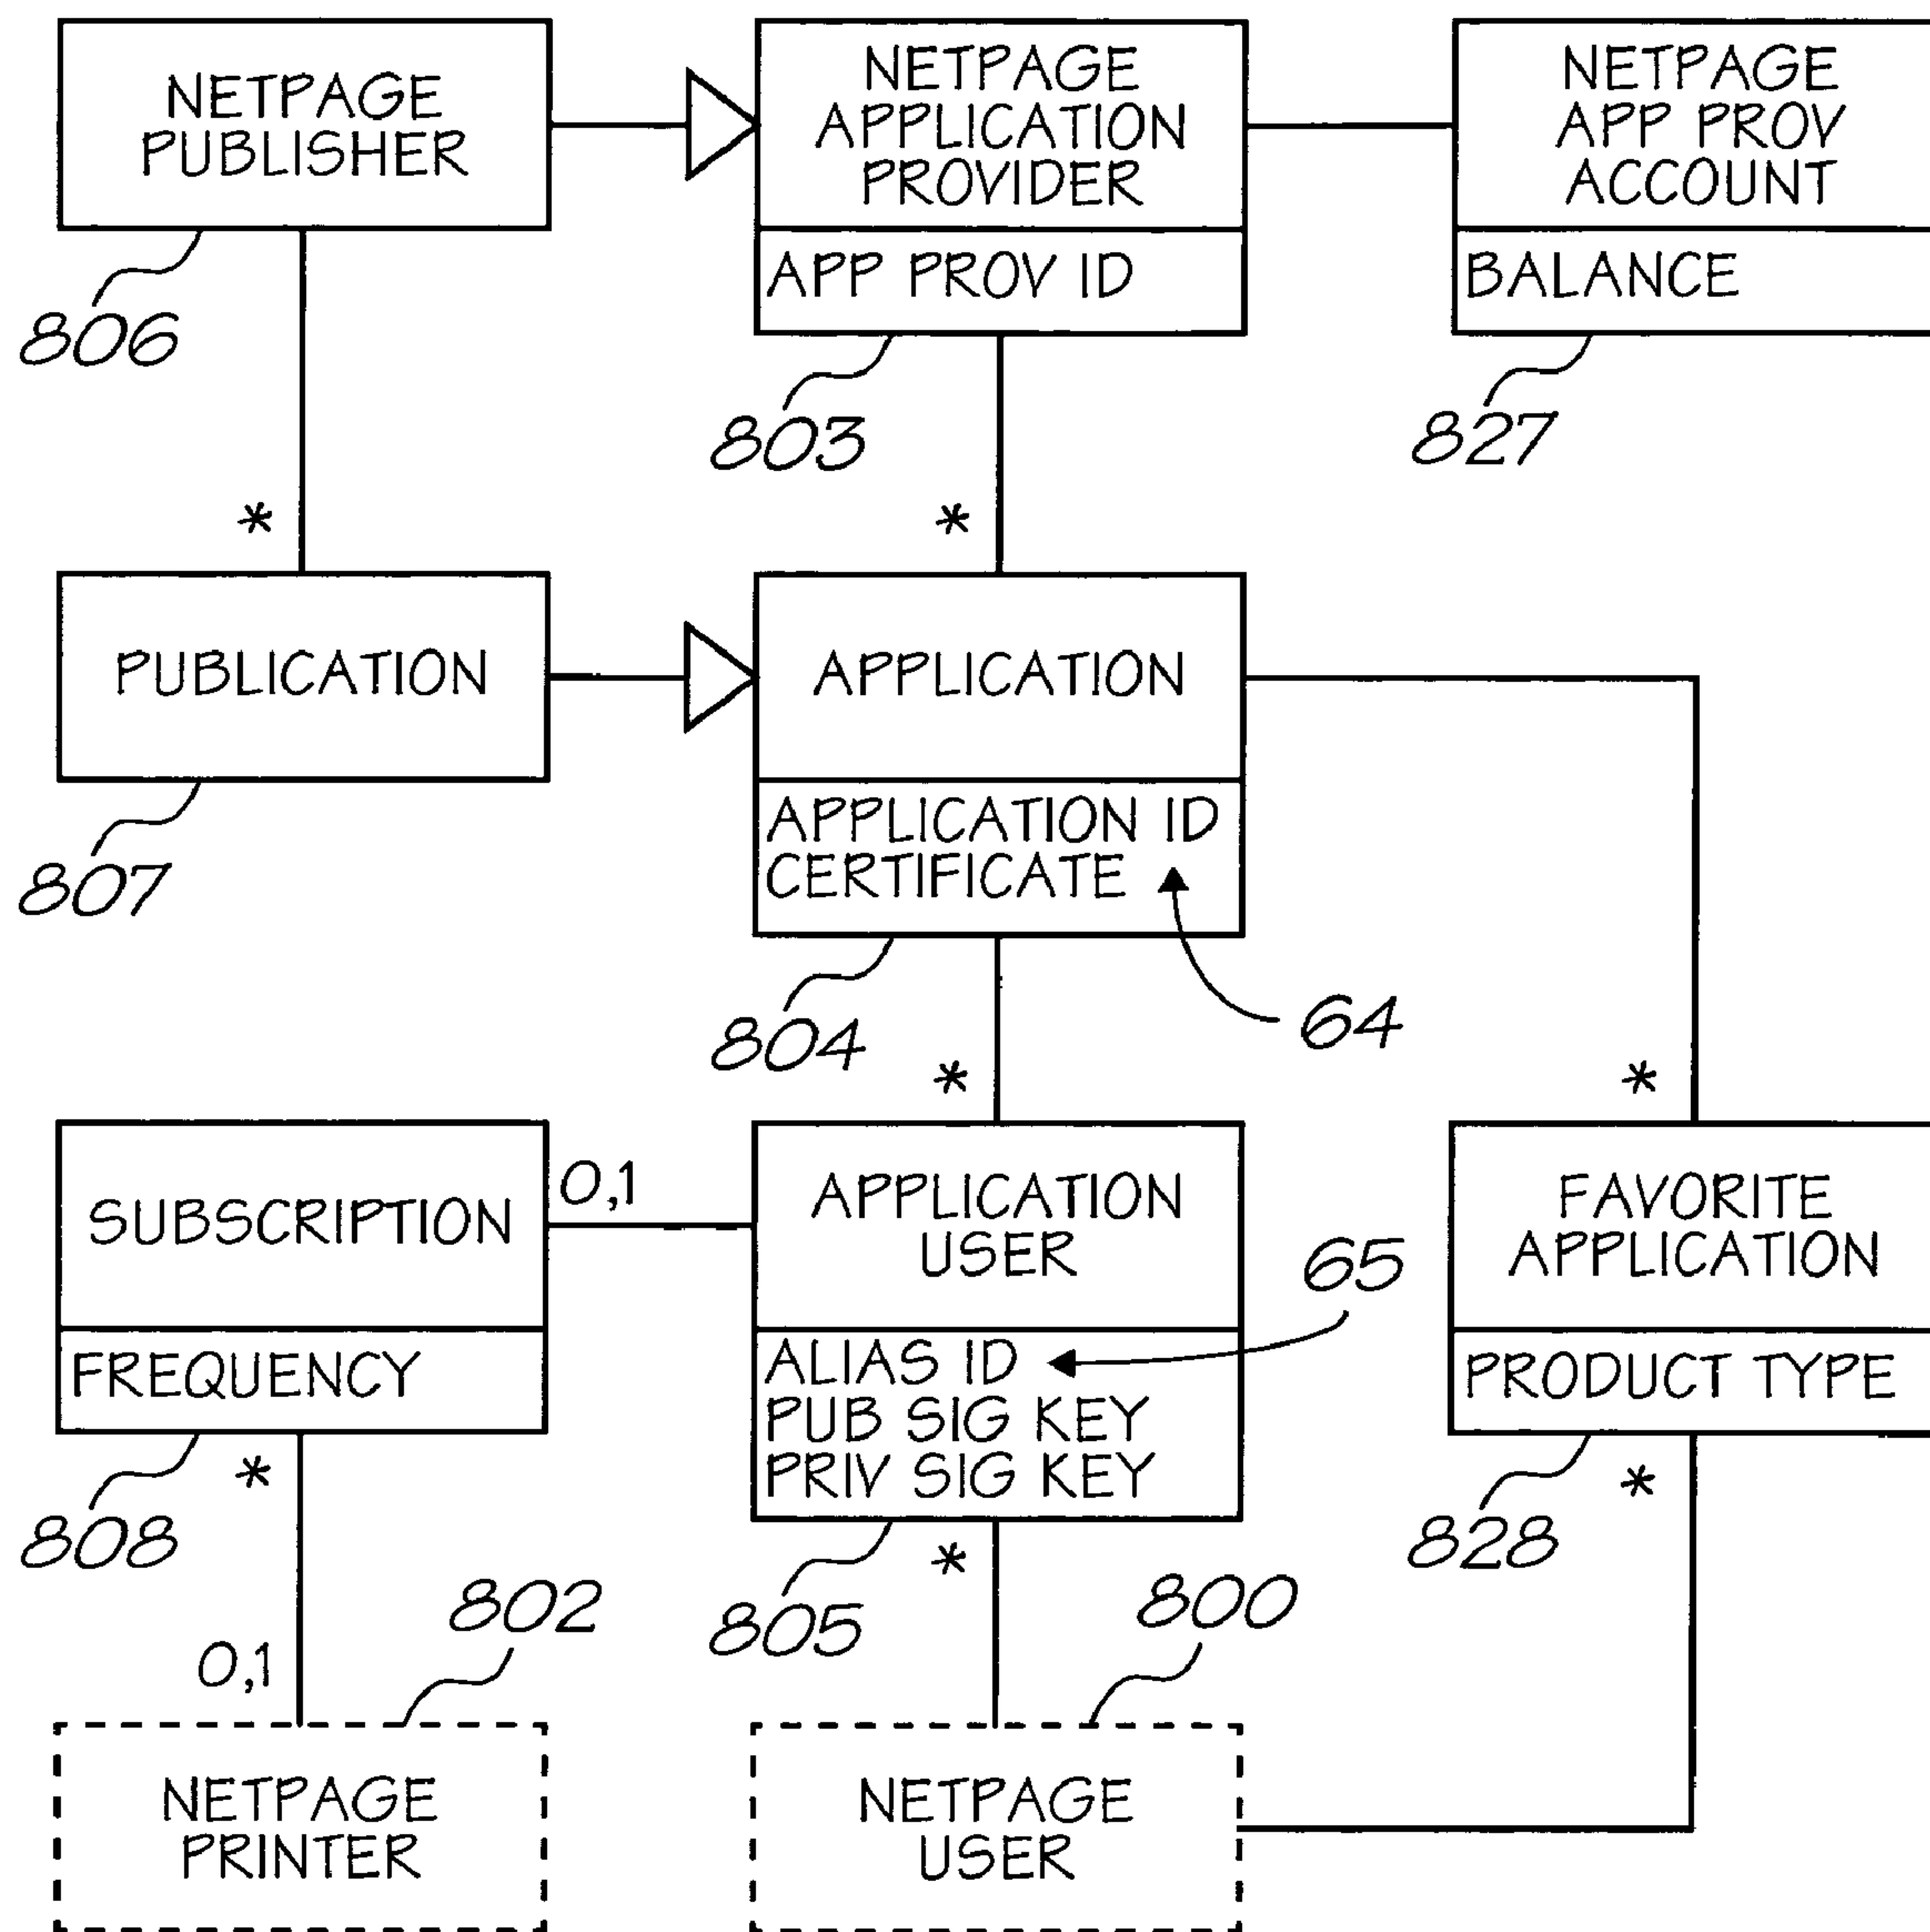 NETPAGE
PUBLISHER
NETPAGE
APPLICATION
PROVIDER
APP PROV ID
NETPAGE
APP PROV
ACCOUNT
BALANCE
806
803
827
*
*
PUBLICATION
APPLICATION
APPLICATION ID
CERTIFICATE
807
804
64
*
*
SUBSCRIPTION
FREQUENCY
0,1
APPLICATION
USER
ALIAS ID
PUB SIG KEY
PRIV SIG KEY
65
FAVORITE
APPLICATION
PRODUCT TYPE
808
*
805
*
828
*
802
800
0,1
NETPAGE
PRINTER
NETPAGE
USER